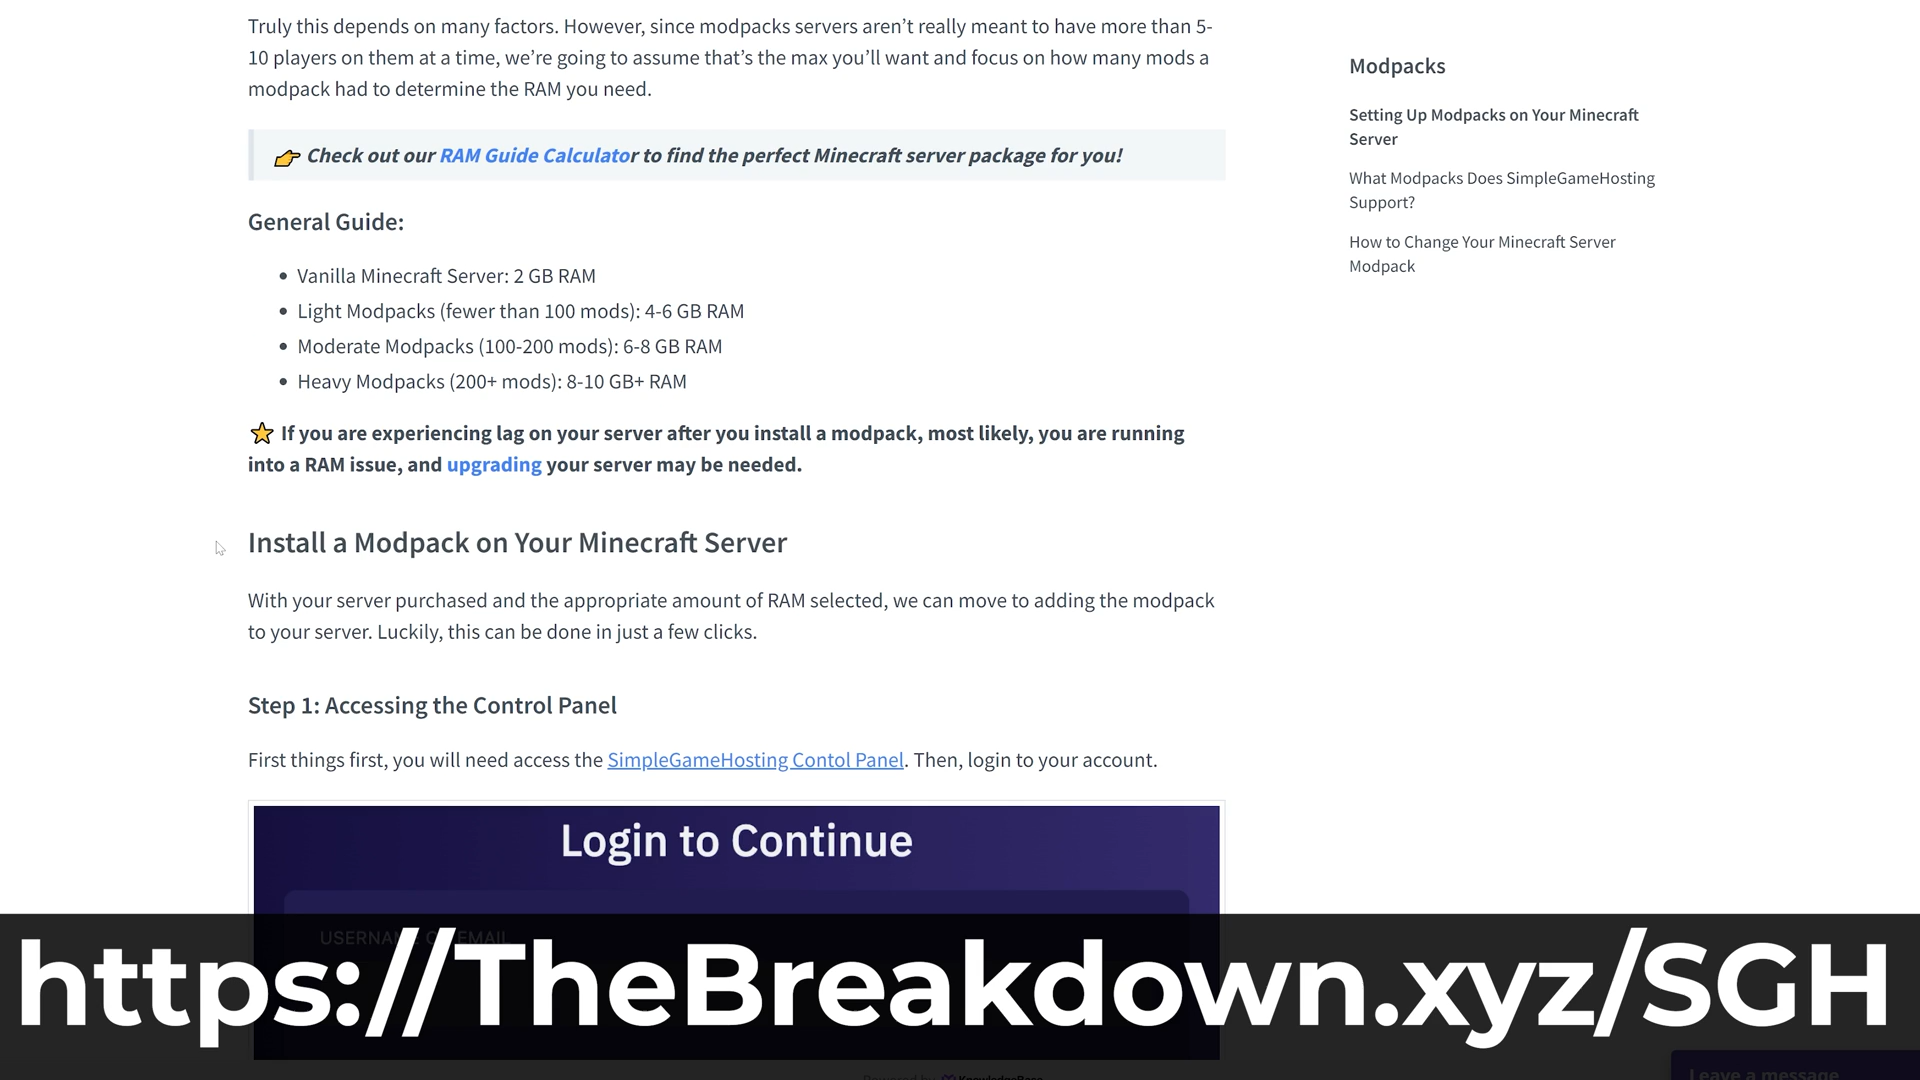 Truly this depends on many factors. However, since modpacks servers aren’t really meant to have more than 5-
10 players on them at a time, we’re going to assume that’s the max you’ll want and focus on how many mods a
modpack had to determine the RAM you need.
Check out our RAM Guide Calculator to find the perfect Minecraft server package for you!
General Guide:
• Vanilla Minecraft Server: 2 GB RAM
• Light Modpacks (fewer than 100 mods): 4-6 GB RAM
• Moderate Modpacks (100-200 mods): 6-8 GB RAM
• Heavy Modpacks (200+ mods): 8-10 GB+ RAM
If you are experiencing lag on your server after you install a modpack, most likely, you are running
into a RAM issue, and upgrading your server may be needed.
Install a Modpack on Your Minecraft Server
With your server purchased and the appropriate amount of RAM selected, we can move to adding the modpack
to your server. Luckily, this can be done in just a few clicks.
Step 1: Accessing the Control Panel
First things first, you will need access the SimpleGameHosting Contol Panel. Then, login to your account.
Login to Continue
Modpacks
Setting Up Modpacks on Your Minecraft
Server
What Modpacks Does SimpleGameHosting
Support?
How to Change Your Minecraft Server
Modpack
USERNAME OR EMAIL
https://TheBreakdown.xyz/SGH
Powered by KnowledgeBase
Leave a message